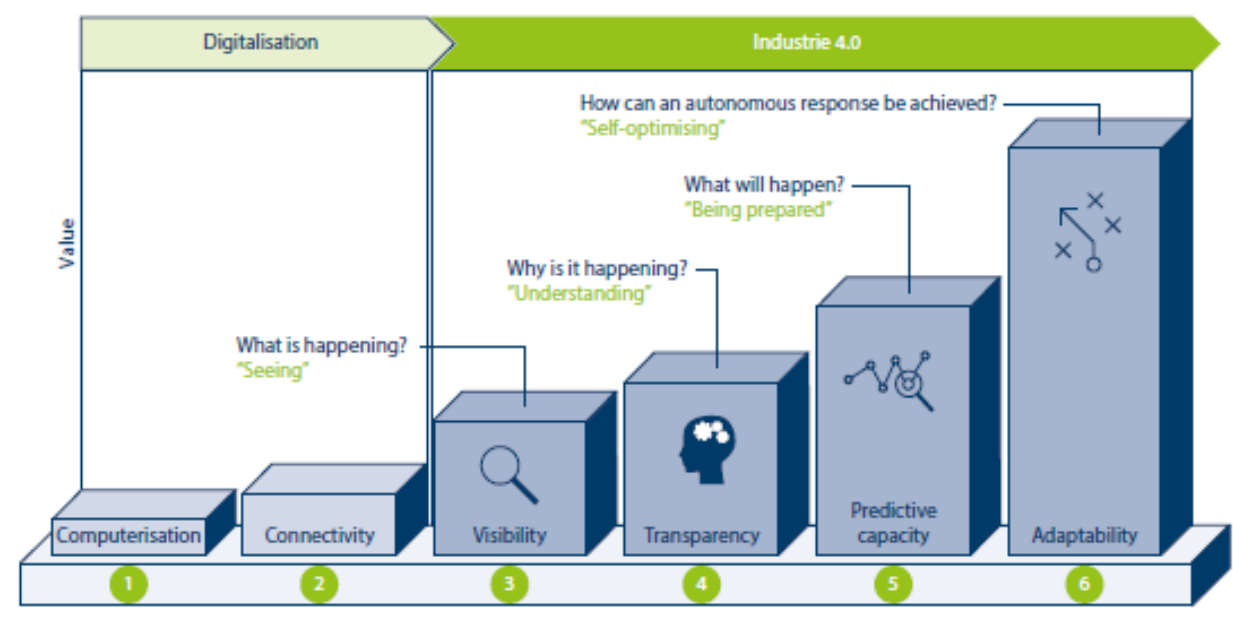 Digitalisation
Industrie 4.0
How can an autonomous response be achieved?
"Self-optimising"
What will happen?
"Being prepared"
Value
Why is it happening?
"Understanding"
What is happening?
"Seeing"
Computerisation
Connectivity
Visibility
Transparency
Predictive
capacity
Adaptability
1
2
3
4
5
6